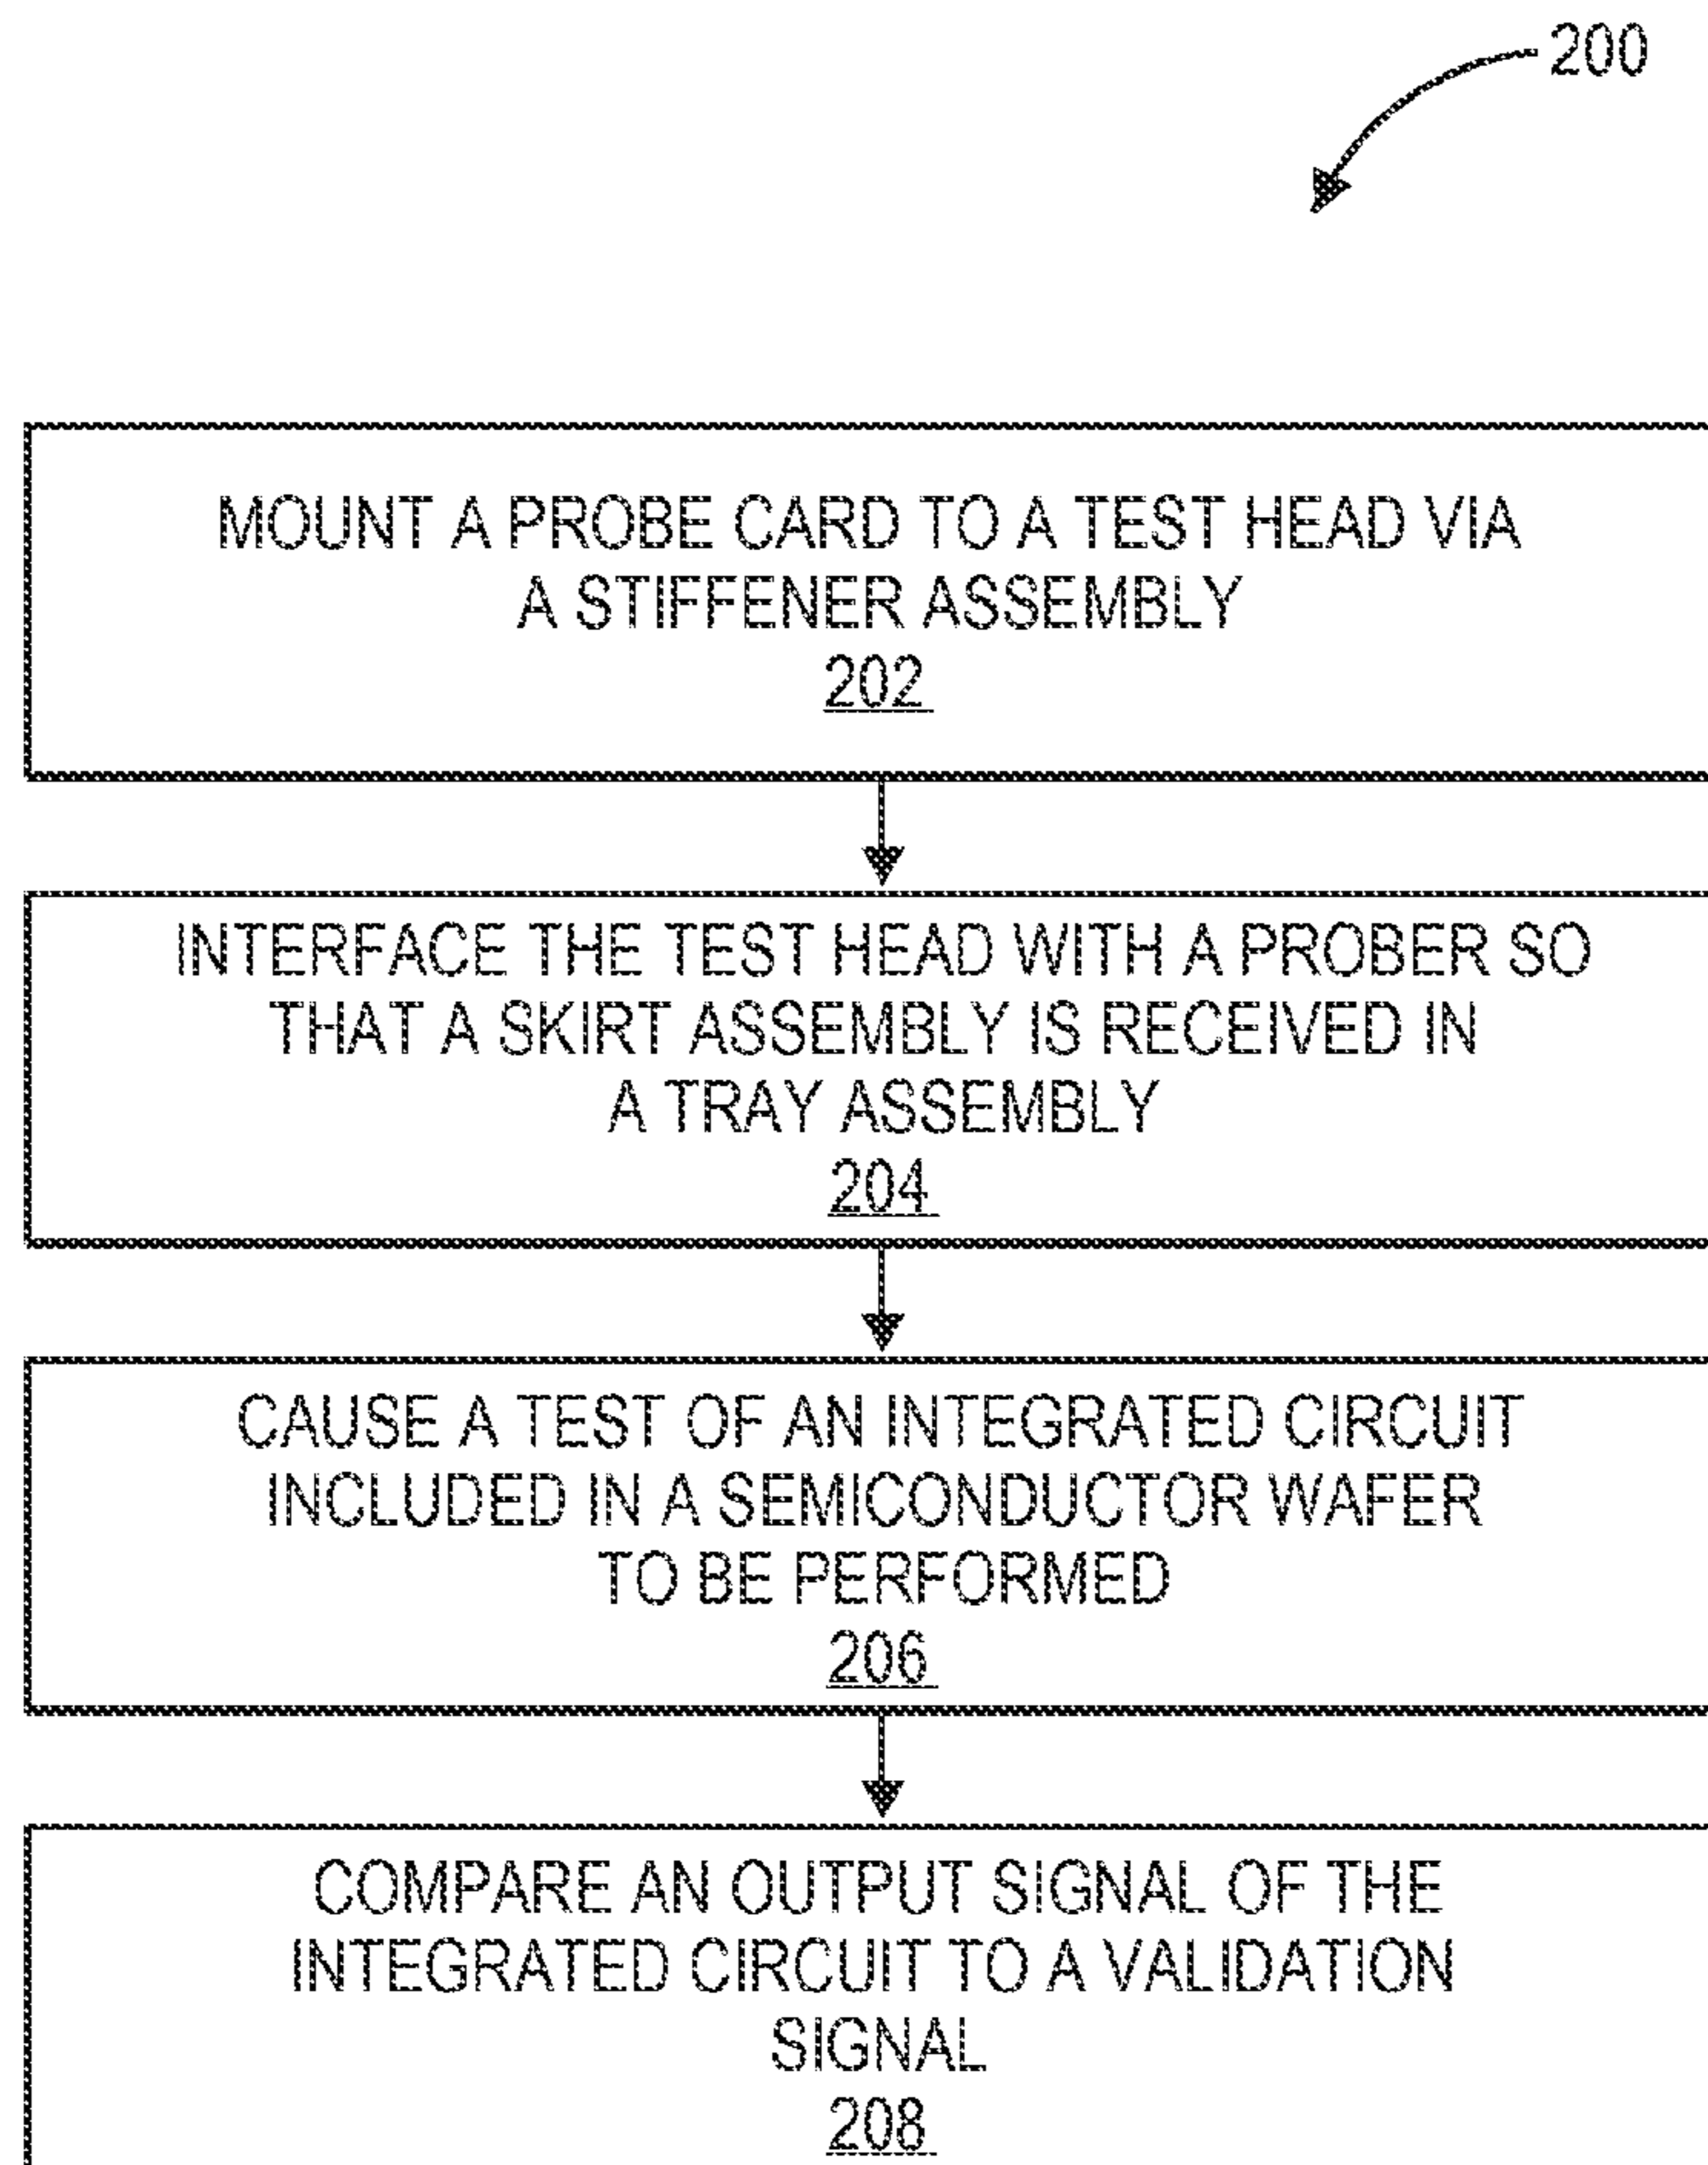 200
MOUNT A PROBE CARD TO A TEST HEAD VIA
A STIFFENER ASSEMBLY
202
INTERFACE THE TEST HEAD WITH A PROBER SO
THAT A SKIRT ASSEMBLY IS RECEIVED IN
A TRAY ASSEMBLY
204
CAUSE A TEST OF AN INTEGRATED CIRCUIT
INCLUDED IN A SEMICONDUCTOR WAFER
TO BE PERFORMED
206
COMPARE AN OUTPUT SIGNAL OF THE
INTEGRATED CIRCUIT TO A VALIDATION
SIGNAL
208